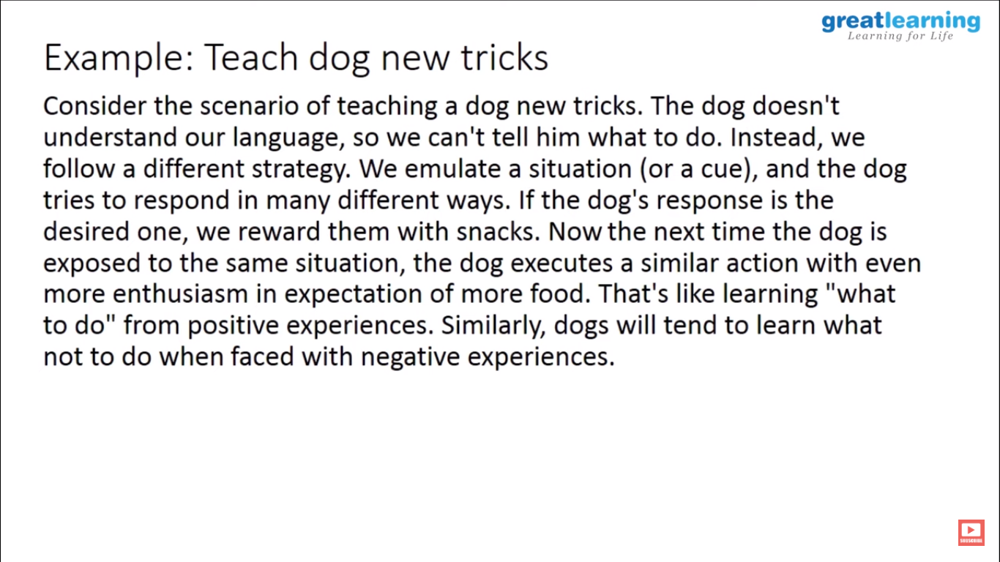 greatlearning
Learning for Life
Example: Teach dog new tricks
Consider the scenario of teaching a dog new tricks. The dog doesn't
understand our language, so we can't tell him what to do. Instead, we
follow a different strategy. We emulate a situation (or a cue), and the dog
tries to respond in many different ways. If the dog's response is the
desired one, we reward them with snacks. Now the next time the dog is
exposed to the same situation, the dog executes a similar action with even
more enthusiasm in expectation of more food. That's like learning "what
to do" from positive experiences. Similarly, dogs will tend to learn what
not to do when faced with negative experiences.
SUBSCRIBE